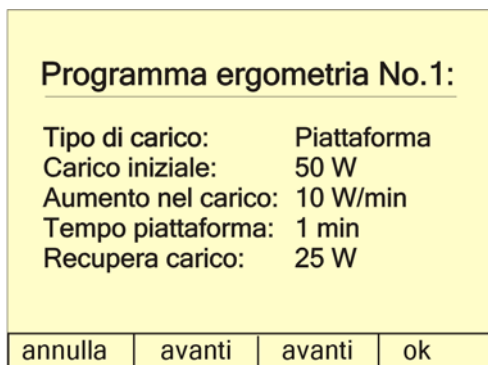 Programma ergometria No.1:
Tipo di carico: Piattaforma
Carico iniziale: 50 W
Aumento nel carico: 10 W/min
Tempo piattaforma: 1 min
Recupera carico: 25 W
annulla avanti avanti ok